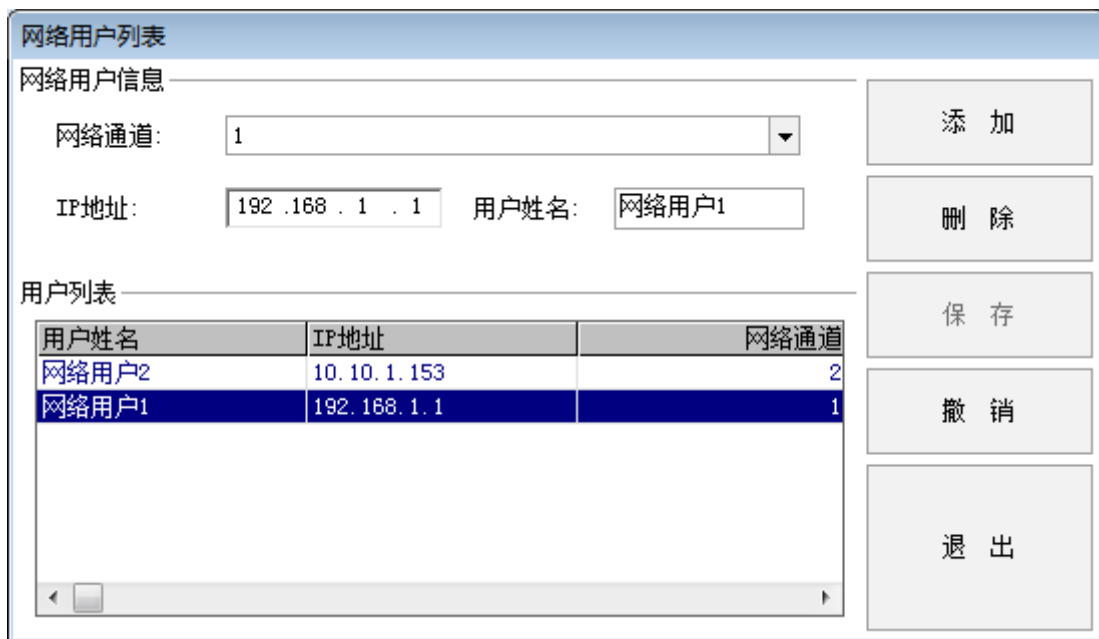 网络用户列表
网络用户信息
网络通道: 1
IP地址: 192 .168 . 1 . 1 用户姓名: 网络用户1
用户列表
用户姓名 IP地址 网络通道
网络用户2 10.10.1.153 2
网络用户1 192.168.1.1 1
添 加
删 除
保 存
撤 销
退 出